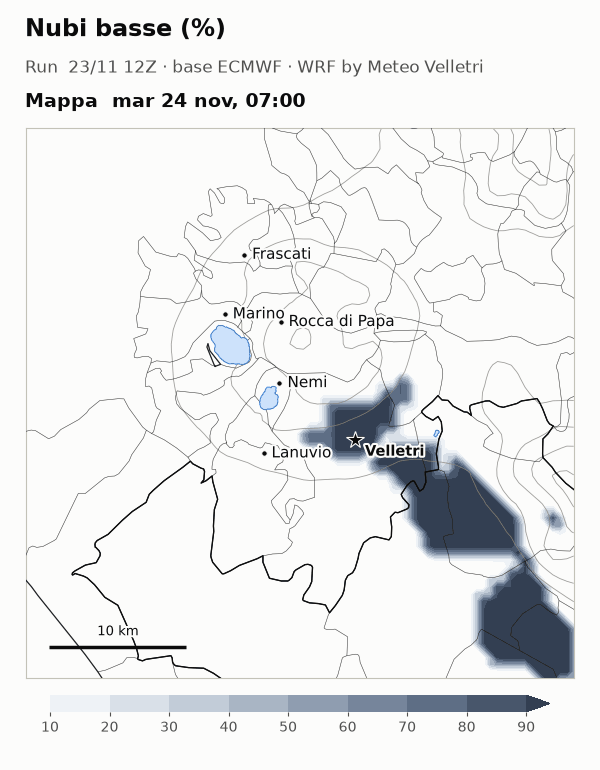 Nubi basse (%)
Run  23/11 12Z · base ECMWF · WRF by Meteo Velletri
Mappa  mar 24 nov, 07:00
Frascati
Marino
Rocca di Papa
Nemi
Velletri
Lanuvio
10 km
10 20 30 40 50 60 70 80 90